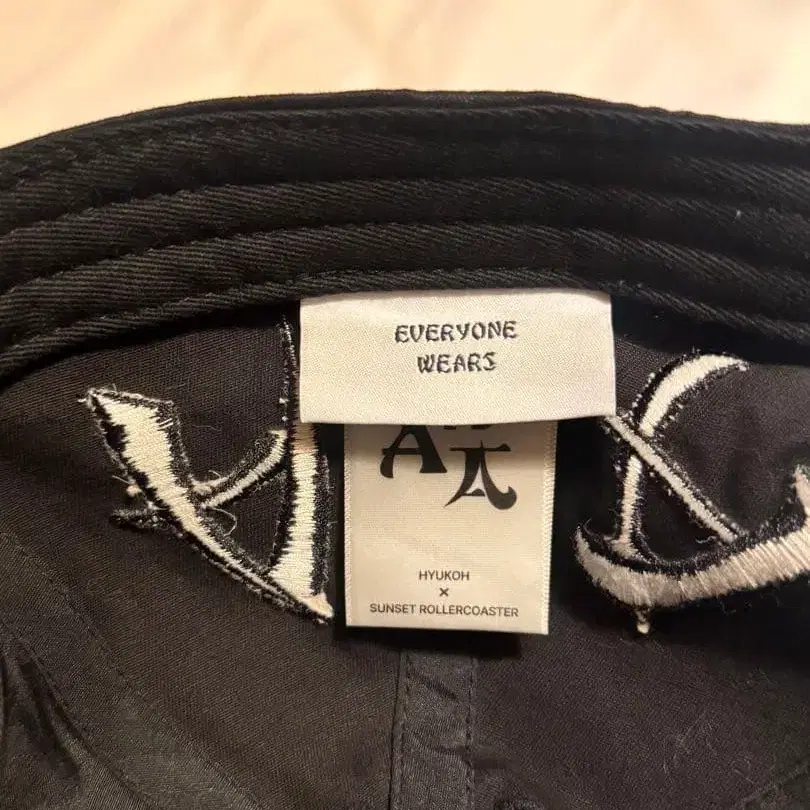 EVERYONE
WEARS
HYUKOH
×
SUNSET ROLLERCOASTER